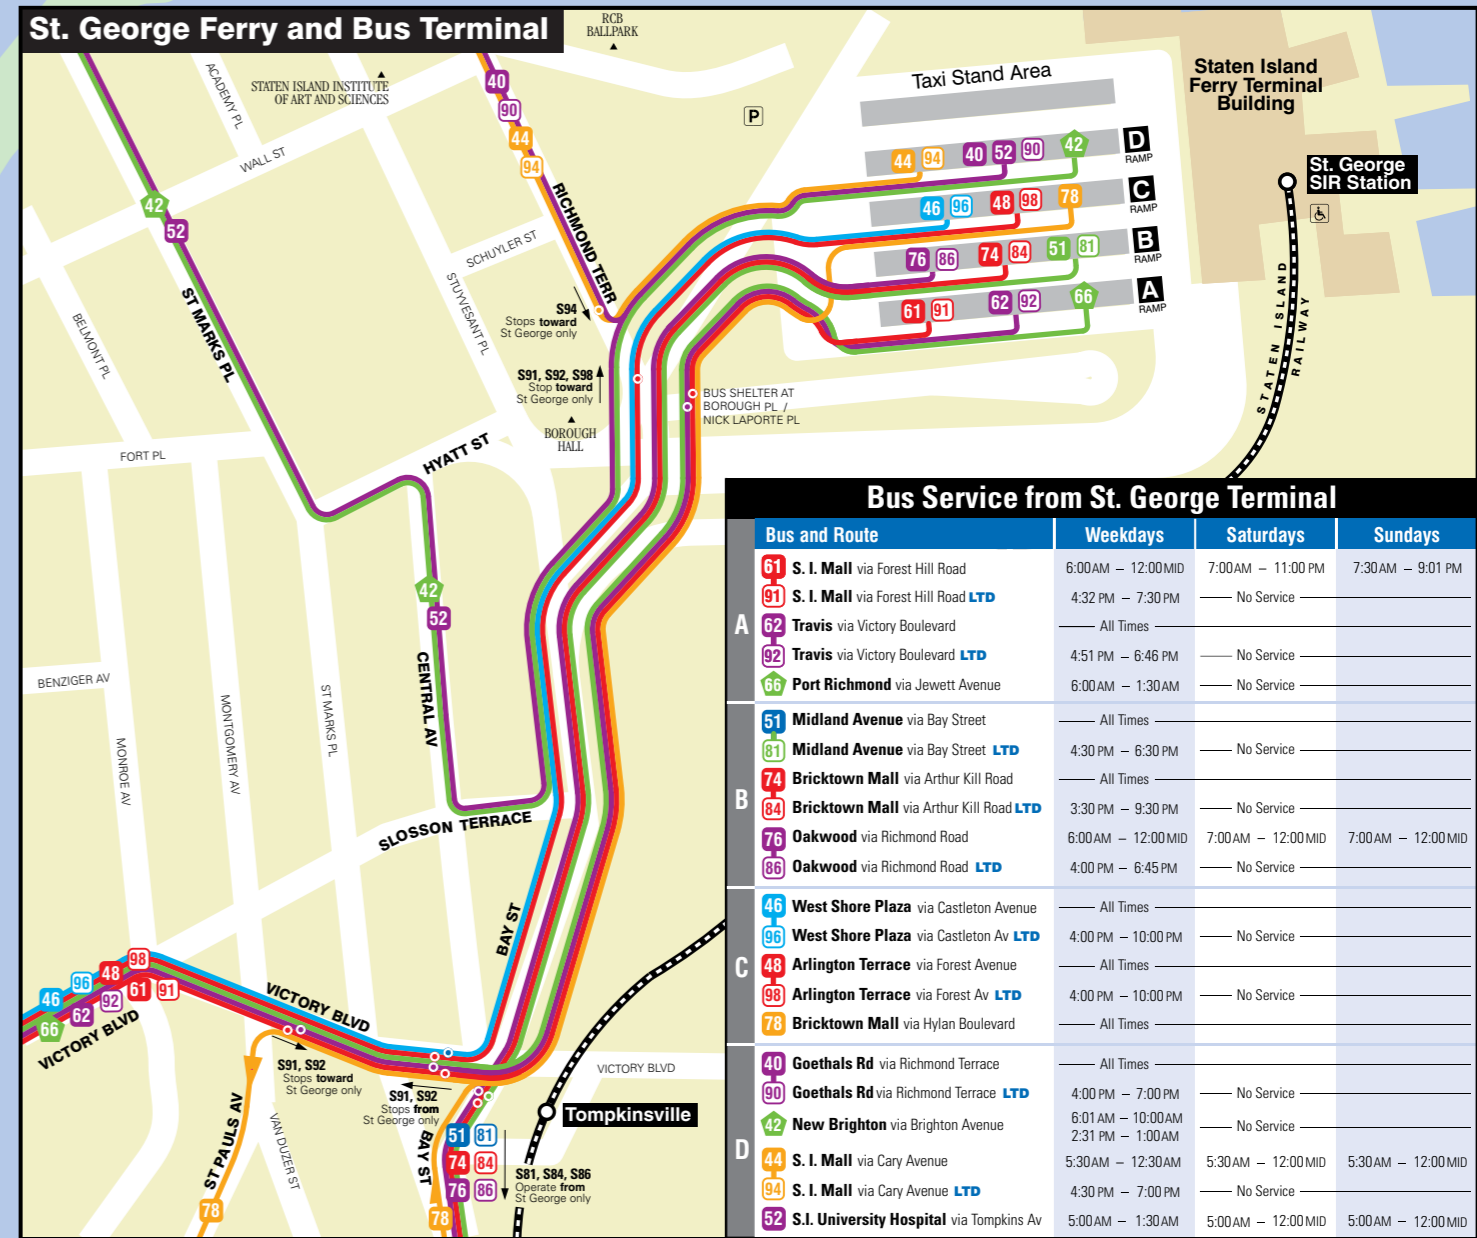 St. George Ferry and Bus Terminal
RCB
BALLPARK
STATEN ISLAND INSTITUTE
OF ART AND SCIENCES
ACADEMY PL
WALL ST
40
90
44
94
P
Taxi Stand Area
Staten Island
Ferry Terminal
Building
St. George
SIR Station
44 94 40 52 90 42
D
RAMP
46 96 48 98 78
C
RAMP
76 86 74 84 51 81
B
RAMP
61 91 62 92 66
A
RAMP
42
52
RICHMOND TERR
SCHUYLER ST
STUYVESANT PL
ST MARKS PL
BELMONT PL
S94
Stops toward
St George only
S91, S92, S98
Stop toward
St George only
BOROUGH
HALL
BUS SHELTER AT
BOROUGH PL /
NICK LAPORTE PL
STATEN ISLAND
RAILWAY
HYATT ST
FORT PL
42
52
CENTRAL AV
BENZIGER AV
MONROE AV
MONTGOMERY AV
ST MARKS PL
SLOSSON TERRACE
BAY ST
98
48
96
46
61 91
92
62
66
VICTORY BLVD
VICTORY BLVD
VICTORY BLVD
S91, S92
Stops toward
St George only
S91, S92
Stops from
St George only
Tompkinsville
ST PAULS AV
VAN DUZER ST
BAY ST
51 81
74 84
76 86
78
78
S81, S84, S86
Operate from
St George only
Bus Service from St. George Terminal
Bus and Route Weekdays Saturdays Sundays
A
61 S. I. Mall via Forest Hill Road 6:00AM – 12:00MID 7:00AM – 11:00 PM 7:30AM – 9:01 PM
91 S. I. Mall via Forest Hill Road LTD 4:32 PM – 7:30 PM No Service
62 Travis via Victory Boulevard All Times
92 Travis via Victory Boulevard LTD 4:51 PM – 6:46 PM No Service
66 Port Richmond via Jewett Avenue 6:00AM – 1:30AM No Service
B
51 Midland Avenue via Bay Street All Times
81 Midland Avenue via Bay Street LTD 4:30 PM – 6:30 PM No Service
74 Bricktown Mall via Arthur Kill Road All Times
84 Bricktown Mall via Arthur Kill Road LTD 3:30 PM – 9:30 PM No Service
76 Oakwood via Richmond Road 6:00AM – 12:00MID 7:00AM – 12:00MID 7:00AM – 12:00MID
86 Oakwood via Richmond Road LTD 4:00 PM – 6:45 PM No Service
C
46 West Shore Plaza via Castleton Avenue All Times
96 West Shore Plaza via Castleton Av LTD 4:00 PM – 10:00 PM No Service
48 Arlington Terrace via Forest Avenue All Times
98 Arlington Terrace via Forest Av LTD 4:00 PM – 10:00 PM No Service
78 Bricktown Mall via Hylan Boulevard All Times
D
40 Goethals Rd via Richmond Terrace All Times
90 Goethals Rd via Richmond Terrace LTD 4:00 PM – 7:00 PM No Service
42 New Brighton via Brighton Avenue 6:01 AM – 10:00AM No Service
2:31 PM – 1:00AM
44 S. I. Mall via Cary Avenue 5:30AM – 12:30AM 5:30AM – 12:00MID 5:30AM – 12:00MID
94 S. I. Mall via Cary Avenue LTD 4:30 PM – 7:00 PM No Service
52 S.I. University Hospital via Tompkins Av 5:00AM – 1:30AM 5:00AM – 12:00MID 5:00AM – 12:00MID